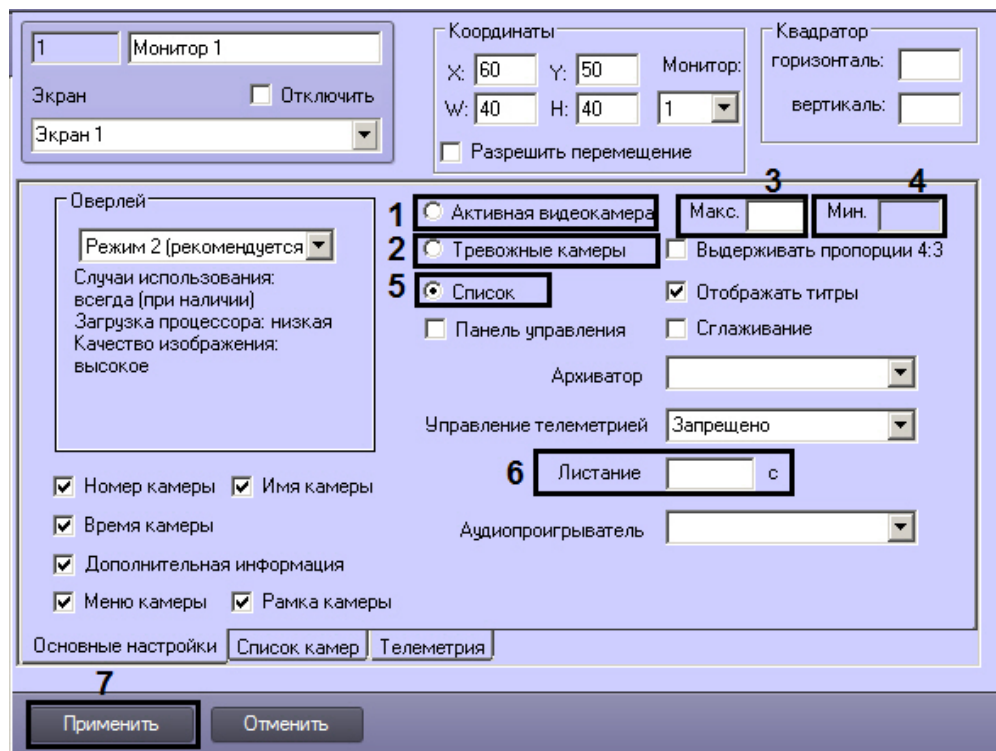 1 Монитор 1
Экран Отключить
Экран 1
Координаты
X: 60 Y: 50 Монитор:
W: 40 H: 40 1
Разрешить перемещение
Квадратор
горизонталь:
вертикаль:
Оверлей
Режим 2 (рекомендуется
Случаи использования:
всегда (при наличии)
Загрузка процессора: низкая
Качество изображения:
высокое
3 4
1 Активная видеокамера Макс. Мин.
2 Тревожные камеры Выдерживать пропорции 4:3
5 Список Отображать титры
Панель управления Сглаживание
Архиватор
Управление телеметрией Запрещено
6 Листание с
Аудиопроигрыватель
Номер камеры Имя камеры
Время камеры
Дополнительная информация
Меню камеры Рамка камеры
Основные настройки Список камер Телеметрия
7
Применить Отменить